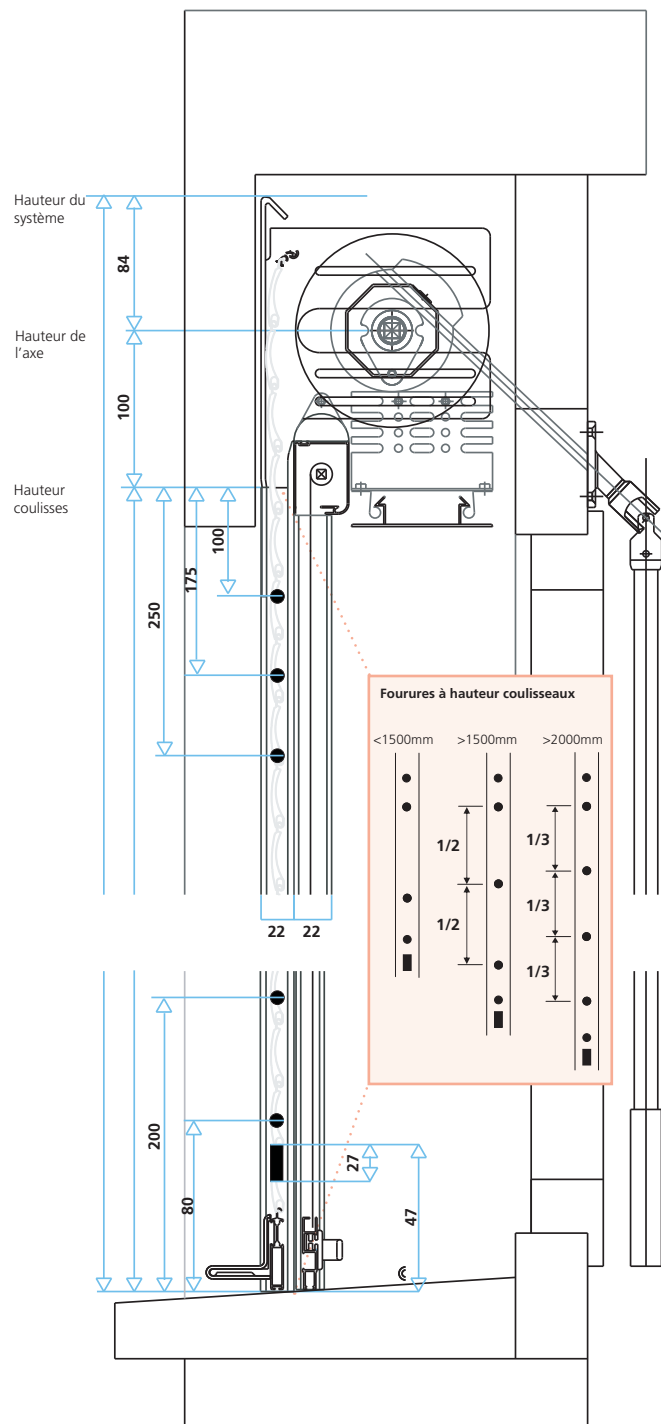 Hauteur du
système
84
Hauteur de
l'axe
100
Hauteur
coulisses
100
175
250
Fourures à hauteur coulisseaux
<1500mm >1500mm >2000mm
1/2
1/3
1/2
1/3
1/3
22 22
200
80
27
47